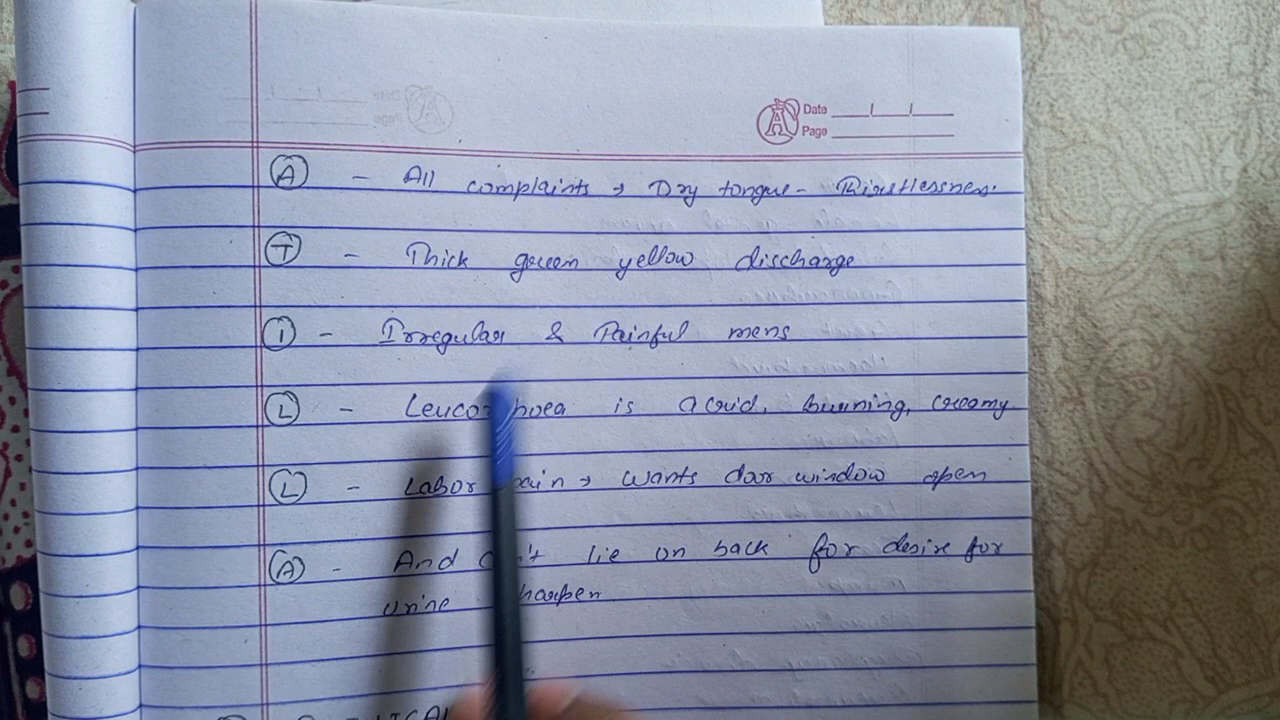 Date / /
Page
A - All complaints → Dry tongue - Thirstlessness.
T - Thick green yellow discharge
I - Irregular & Painful mens
L - Leucorrhoea is acrid, burning, creamy
L - Labor pain → wants door window open
A - And can't lie on back for desire for
urine